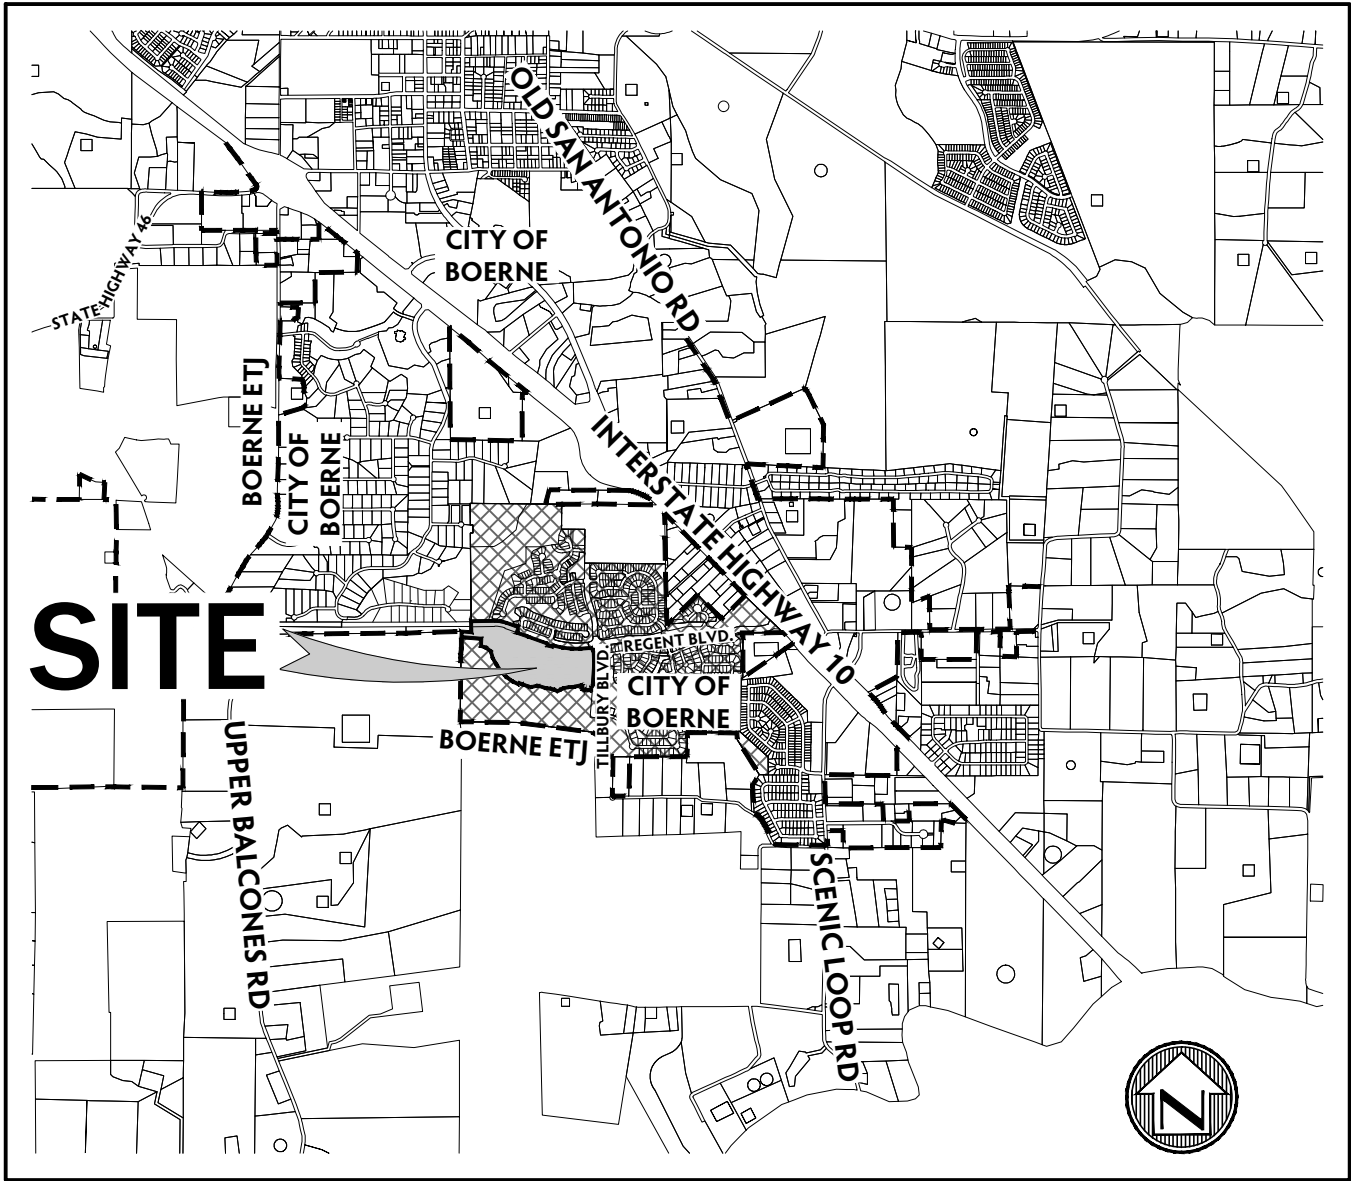 OLD SAN ANTONIO RD
STATE HIGHWAY 46
CITY OF
BOERNE
BOERNE ETJ
CITY OF
BOERNE
INTERSTATE HIGHWAY 10
SITE
REGENT BLVD.
TILLBURY BLVD.
CITY OF
BOERNE
BOERNE ETJ
UPPER BALCONES RD
SCENIC LOOP RD
N